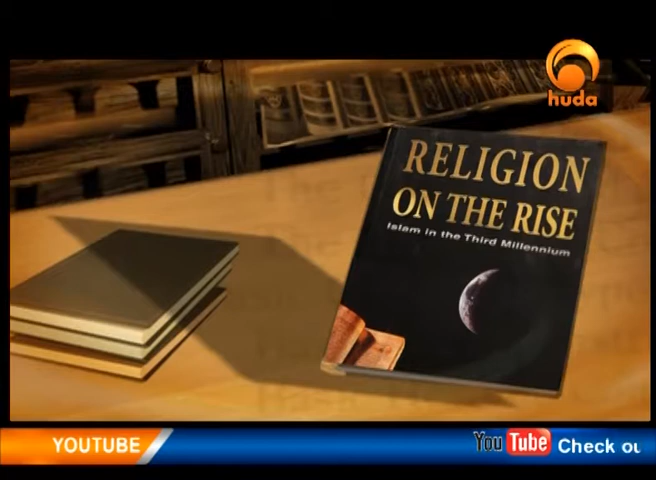 huda
RELIGION
ON THE RISE
Islam in the Third Millennium
YOUTUBE
YouTube Check ou